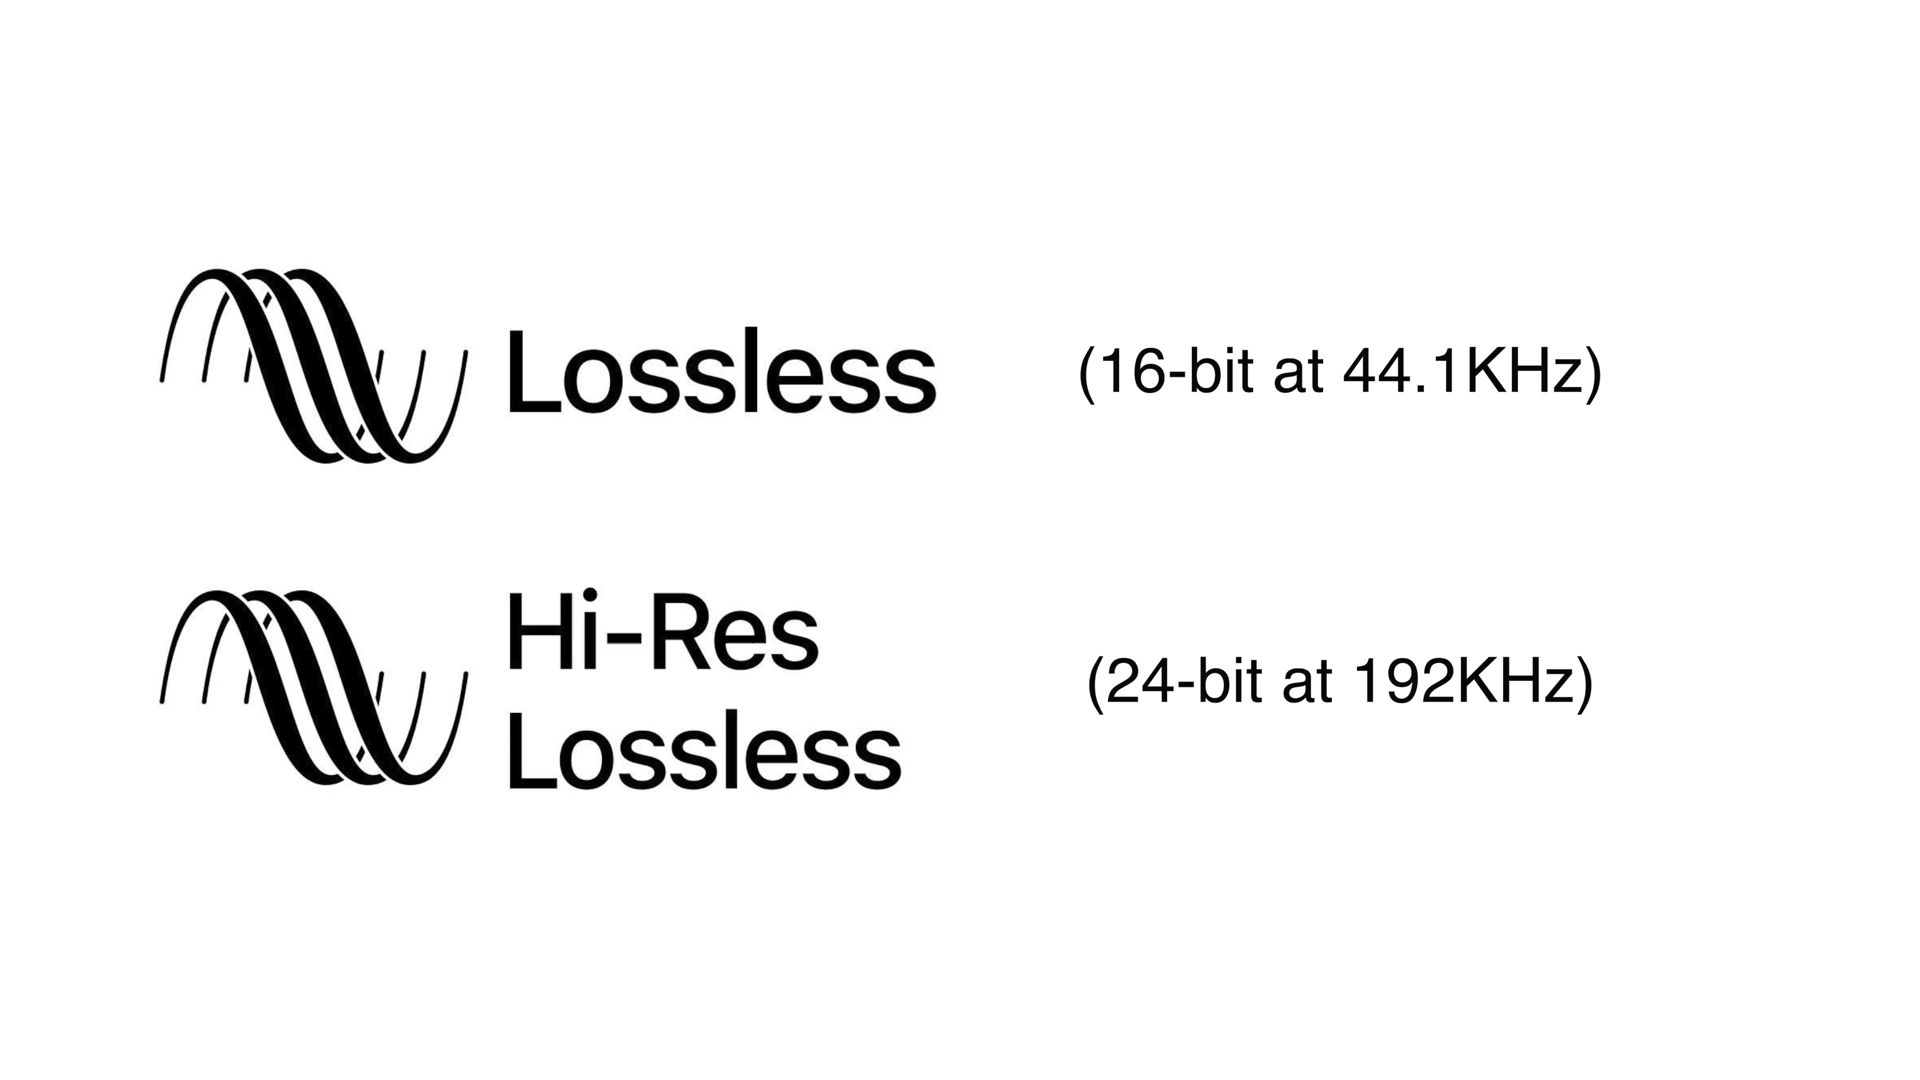 Lossless (16-bit at 44.1KHz)
Hi-Res
Lossless
(24-bit at 192KHz)